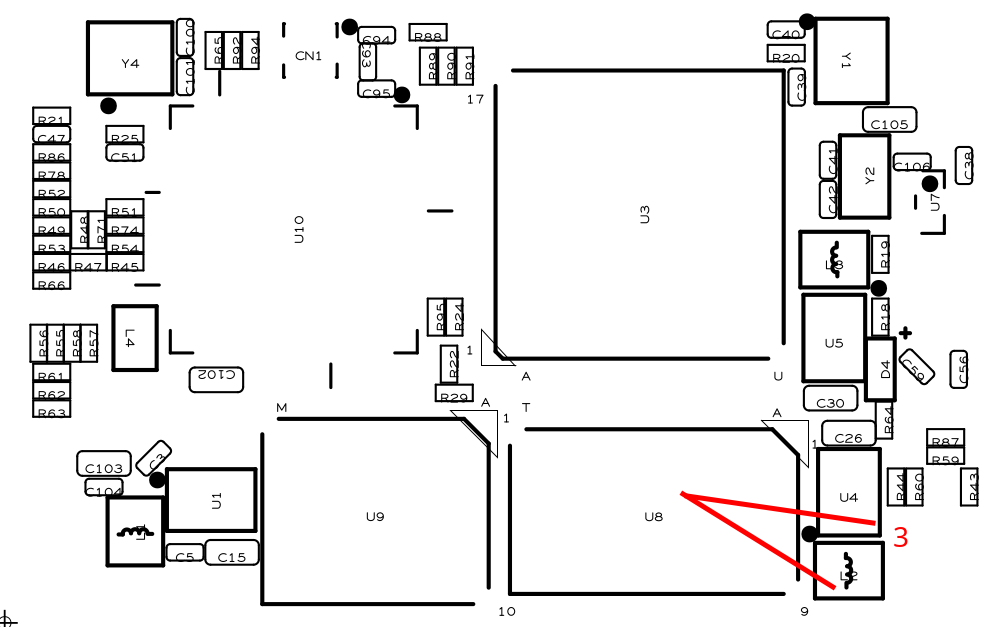 C100
R65
R92
R94
Y4
C101
CN1
C94
C93
C95
R88
R89
R90
R91
17
C40
R20
C39
Y1
C105
R21
C47
R86
R78
R52
R50
R49
R53
R46
R66
R25
C51
R48
R71
R51
R74
R54
R47
R45
U10
U3
C41
C42
Y2
C106
C38
U7
L3
R19
R18
U5
D4
C59
C56
C30
R64
C26
R56
R55
R58
R57
L4
R61
R62
R63
C102
R95
R24
R22
R29
1
A
U
M
A
1
T
A
1
C103
C104
C3
U1
L1
C5
C15
U9
U8
U4
L2
3
R87
R59
R44
R60
R43
10
9